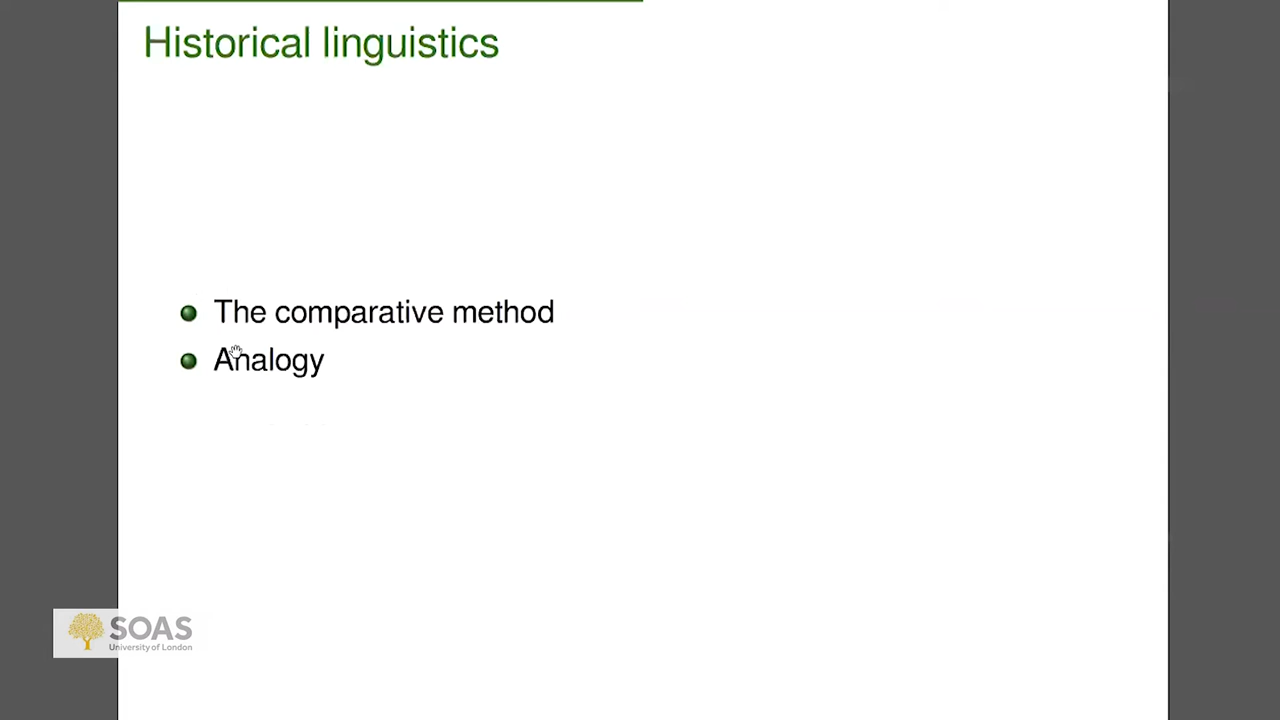 Historical linguistics
The comparative method
Analogy
SOAS
University of London